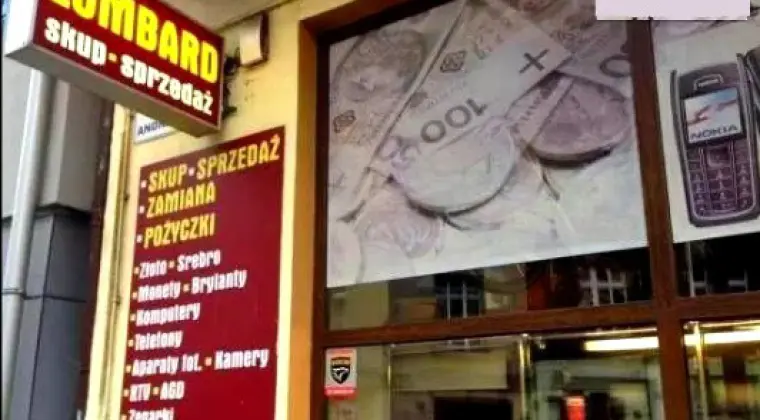 LOMBARD
skup · sprzedaż
· SKUP · SPRZEDAŻ
· ZAMIANA
· POŻYCZKI
· Złoto · Srebro
· Monety · Brylanty
· Komputery
· Telefony
· Aparaty fot. · Kamery
· RTV · AGD
· Zegarki
100
NOKIA